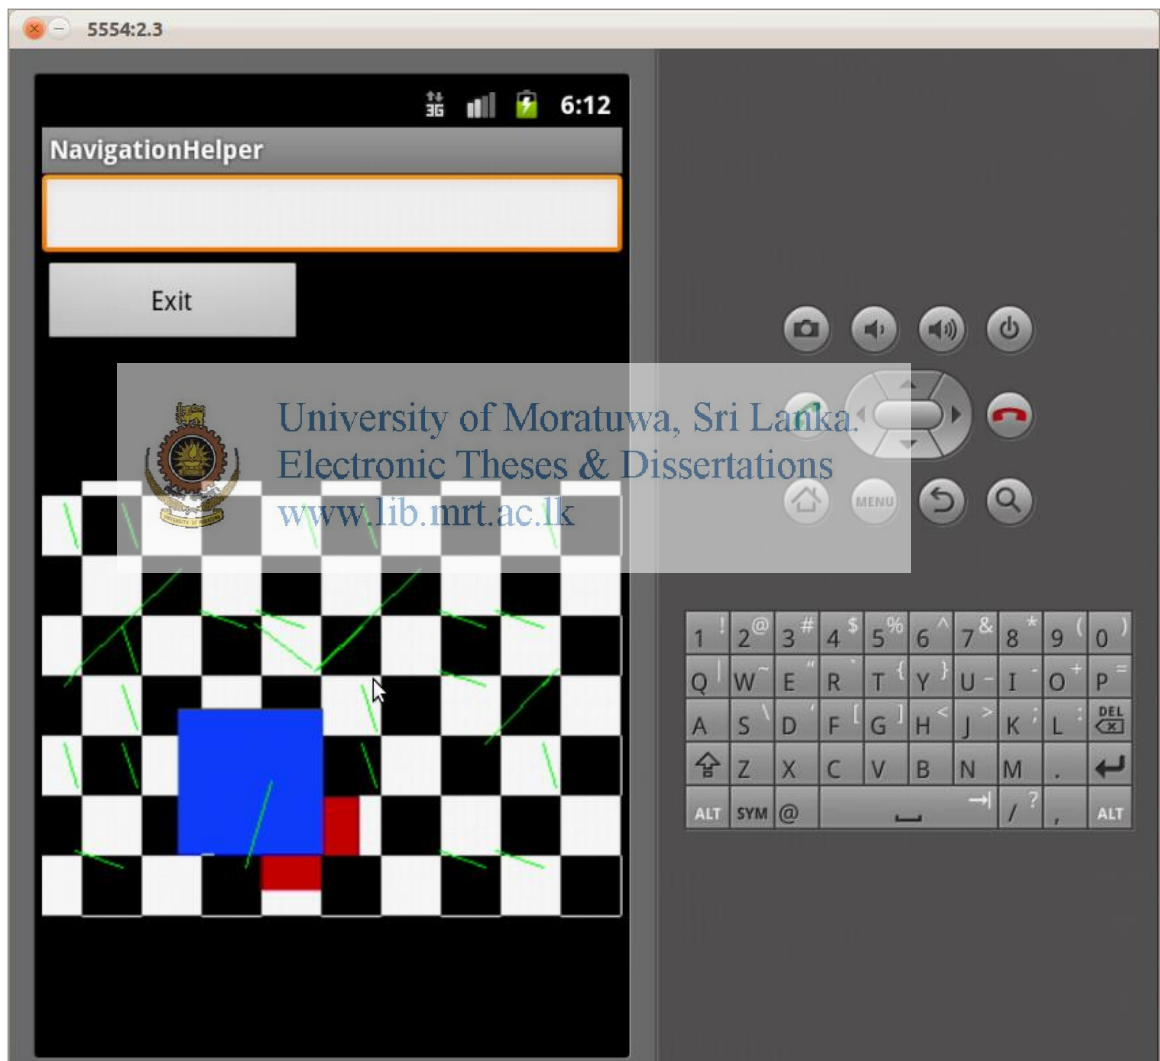 5554:2.3
3G 6:12
NavigationHelper
Exit
University of Moratuwa, Sri Lanka.
Electronic Theses & Dissertations
www.lib.mrt.ac.lk
MENU
1 ! 2 @ 3 # 4 $ 5 % 6 ^ 7 & 8 * 9 ( 0 )
Q | W ~ E " R ` T { Y } U _ I - O + P =
A S \ D ' F [ G ] H < J > K ; L : DEL
Z X C V B N M .
ALT SYM @ / ? , ALT